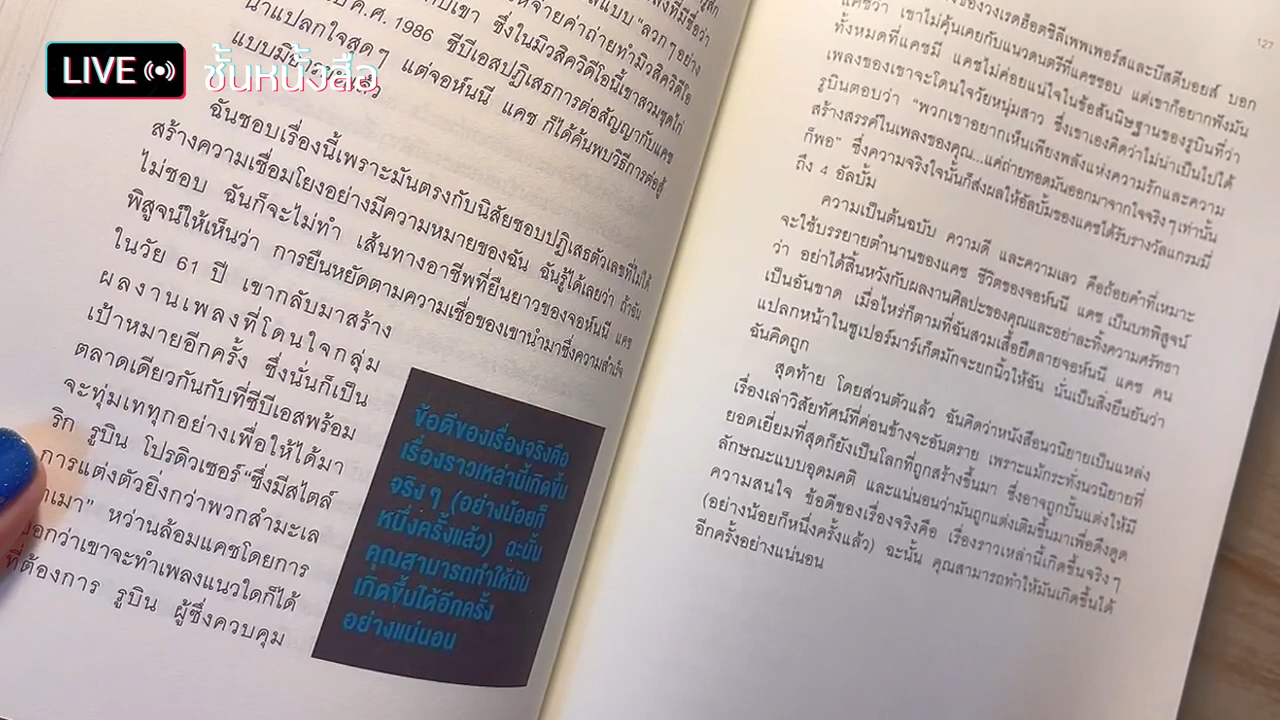 LIVE
ชั้นหนังสือ
น่าแปลกใจสุดๆ แต่จอห์นนี แคช ก็ได้ค้นพบวิธีการต่อสู้
ฉันชอบเรื่องนี้เพราะมันตรงกับนิสัยชอบปฏิเสธตัวเลขที่ไม่ได้
สร้างความเชื่อมโยงอย่างมีความหมายของฉัน ฉันรู้ได้เลยว่า ถ้าฉัน
ไม่ชอบ ฉันก็จะไม่ทำ เส้นทางอาชีพที่ยืนยาวของจอห์นนี แคช
พิสูจน์ให้เห็นว่า การยืนหยัดตามความเชื่อของเขานำมาซึ่งความสำเร็จ
ในวัย 61 ปี เขากลับมาสร้าง
ผลงานเพลงที่โดนใจกลุ่ม
เป้าหมายอีกครั้ง ซึ่งนั่นก็เป็น
ตลาดเดียวกันกับที่ซีบีเอสพร้อม
จะทุ่มเททุกอย่างเพื่อให้ได้มา
ริก รูบิน โปรดิวเซอร์ “ซึ่งมีสไตล์
การแต่งตัวยิ่งกว่าพวกสำมะเล
เมา” หว่านล้อมแคชโดยการ
บอกว่าเขาจะทำเพลงแนวใดก็ได้
ที่ต้องการ รูบิน ผู้ซึ่งควบคุม
ข้อดีของเรื่องจริงคือ
เรื่องราวเหล่านี้เกิดขึ้น
จริงๆ (อย่างน้อยก็
หนึ่งครั้งแล้ว) ฉะนั้น
คุณสามารถทำให้มัน
เกิดขึ้นได้อีกครั้ง
อย่างแน่นอน
127
ของวงเรดฮ็อตชิลีเพพเพอร์สและบีสตีบอยส์ บอก
แคชว่า เขาไม่คุ้นเคยกับแนวดนตรีที่แคชชอบ แต่เขาก็อยากฟังมัน
ทั้งหมดที่แคชมี แคชไม่ค่อยแน่ใจในข้อสันนิษฐานของรูบินที่ว่า
เพลงของเขาจะโดนใจวัยหนุ่มสาว ซึ่งเขาเองคิดว่าไม่น่าเป็นไปได้
รูบินตอบว่า “พวกเขาอยากเห็นเพียงพลังแห่งความรักและความ
สร้างสรรค์ในเพลงของคุณ...แค่ถ่ายทอดมันออกมาจากใจจริงๆ เท่านั้น
ก็พอ” ซึ่งความจริงใจนั้นก็ส่งผลให้อัลบั้มของแคชได้รับรางวัลแกรมมี่
ถึง 4 อัลบั้ม
ความเป็นต้นฉบับ ความดี และความเลว คือถ้อยคำที่เหมาะ
จะใช้บรรยายตำนานของแคช ชีวิตของจอห์นนี แคช เป็นบทพิสูจน์
ว่า อย่าได้สิ้นหวังกับผลงานศิลปะของคุณและอย่าละทิ้งความศรัทธา
เป็นอันขาด เมื่อไหร่ก็ตามที่ฉันสวมเสื้อยืดลายจอห์นนี แคช คน
แปลกหน้าในซูเปอร์มาร์เก็ตมักจะยกนิ้วให้ฉัน นั่นเป็นสิ่งยืนยันว่า
ฉันคิดถูก
สุดท้าย โดยส่วนตัวแล้ว ฉันคิดว่าหนังสือนวนิยายเป็นแหล่ง
เรื่องเล่าวิสัยทัศน์ที่ค่อนข้างจะอันตราย เพราะแม้กระทั่งนวนิยายที่
ยอดเยี่ยมที่สุดก็ยังเป็นโลกที่ถูกสร้างขึ้นมา ซึ่งอาจถูกปั้นแต่งให้มี
ลักษณะแบบอุดมคติ และแน่นอนว่ามันถูกแต่งเติมขึ้นมาเพื่อดึงดูด
ความสนใจ ข้อดีของเรื่องจริงคือ เรื่องราวเหล่านี้เกิดขึ้นจริงๆ
(อย่างน้อยก็หนึ่งครั้งแล้ว) ฉะนั้น คุณสามารถทำให้มันเกิดขึ้นได้
อีกครั้งอย่างแน่นอน